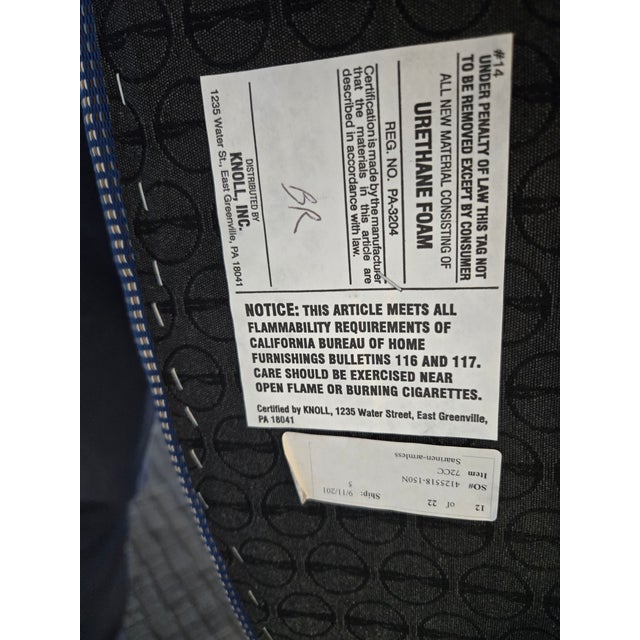 #14
UNDER PENALTY OF LAW THIS TAG NOT
TO BE REMOVED EXCEPT BY CONSUMER
ALL NEW MATERIAL CONSISTING OF
URETHANE FOAM
REG. NO. PA-3204
Certification is made by the manufacturer
that the materials in this article are
described in accordance with law.
BR
DISTRIBUTED BY
KNOLL, INC.
1235 Water St., East Greenville, PA 18041
NOTICE: THIS ARTICLE MEETS ALL
FLAMMABILITY REQUIREMENTS OF
CALIFORNIA BUREAU OF HOME
FURNISHINGS BULLETINS 116 AND 117.
CARE SHOULD BE EXERCISED NEAR
OPEN FLAME OR BURNING CIGARETTES.
Certified by KNOLL, 1235 Water Street, East Greenville,
PA 18041
12 of 22 Ship: 9/11/201
5
SO# 4125518-150N
Item 72CC
Saarinen-armless